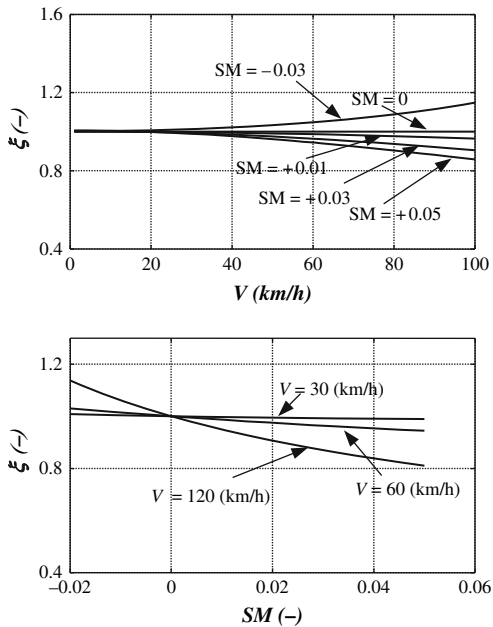 1.6
1.2
0.8
0.4
ξ (-)
SM = −0.03
SM = 0
SM = +0.01
SM = +0.03
SM = +0.05
0 20 40 60 80 100
V (km/h)
1.2
0.8
0.4
ξ (-)
V = 30 (km/h)
V = 60 (km/h)
V = 120 (km/h)
−0.02 0 0.02 0.04 0.06
SM (-)